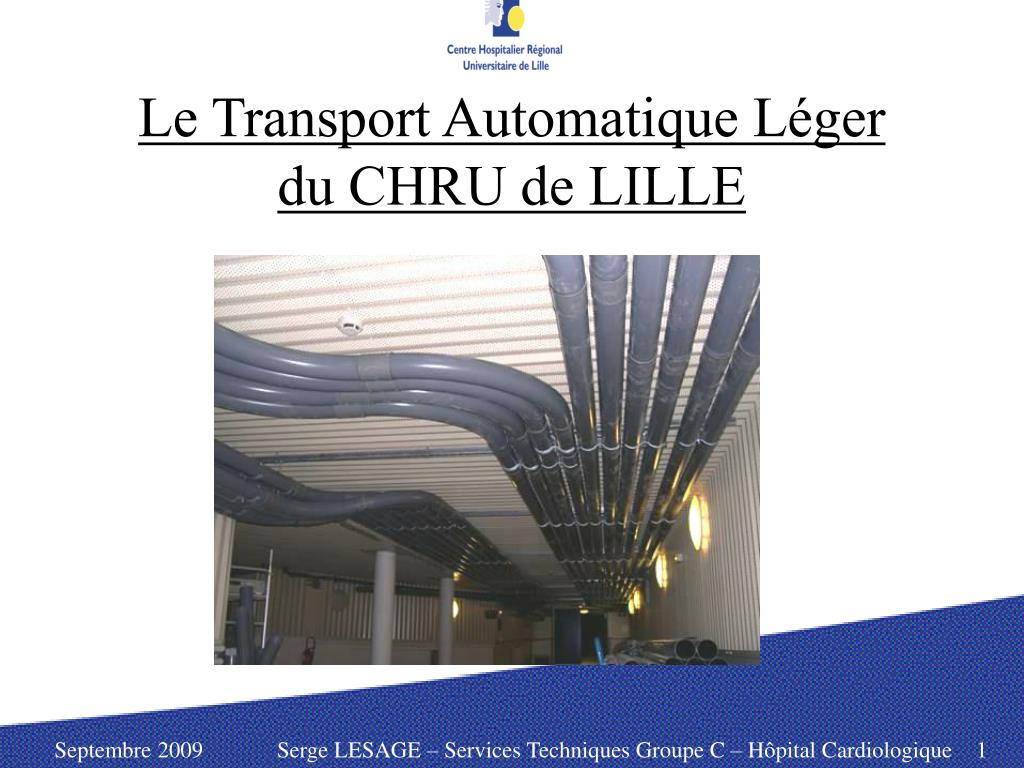 Centre Hospitalier Régional
Universitaire de Lille
Le Transport Automatique Léger
du CHRU de LILLE
Septembre 2009 Serge LESAGE – Services Techniques Groupe C – Hôpital Cardiologique 1